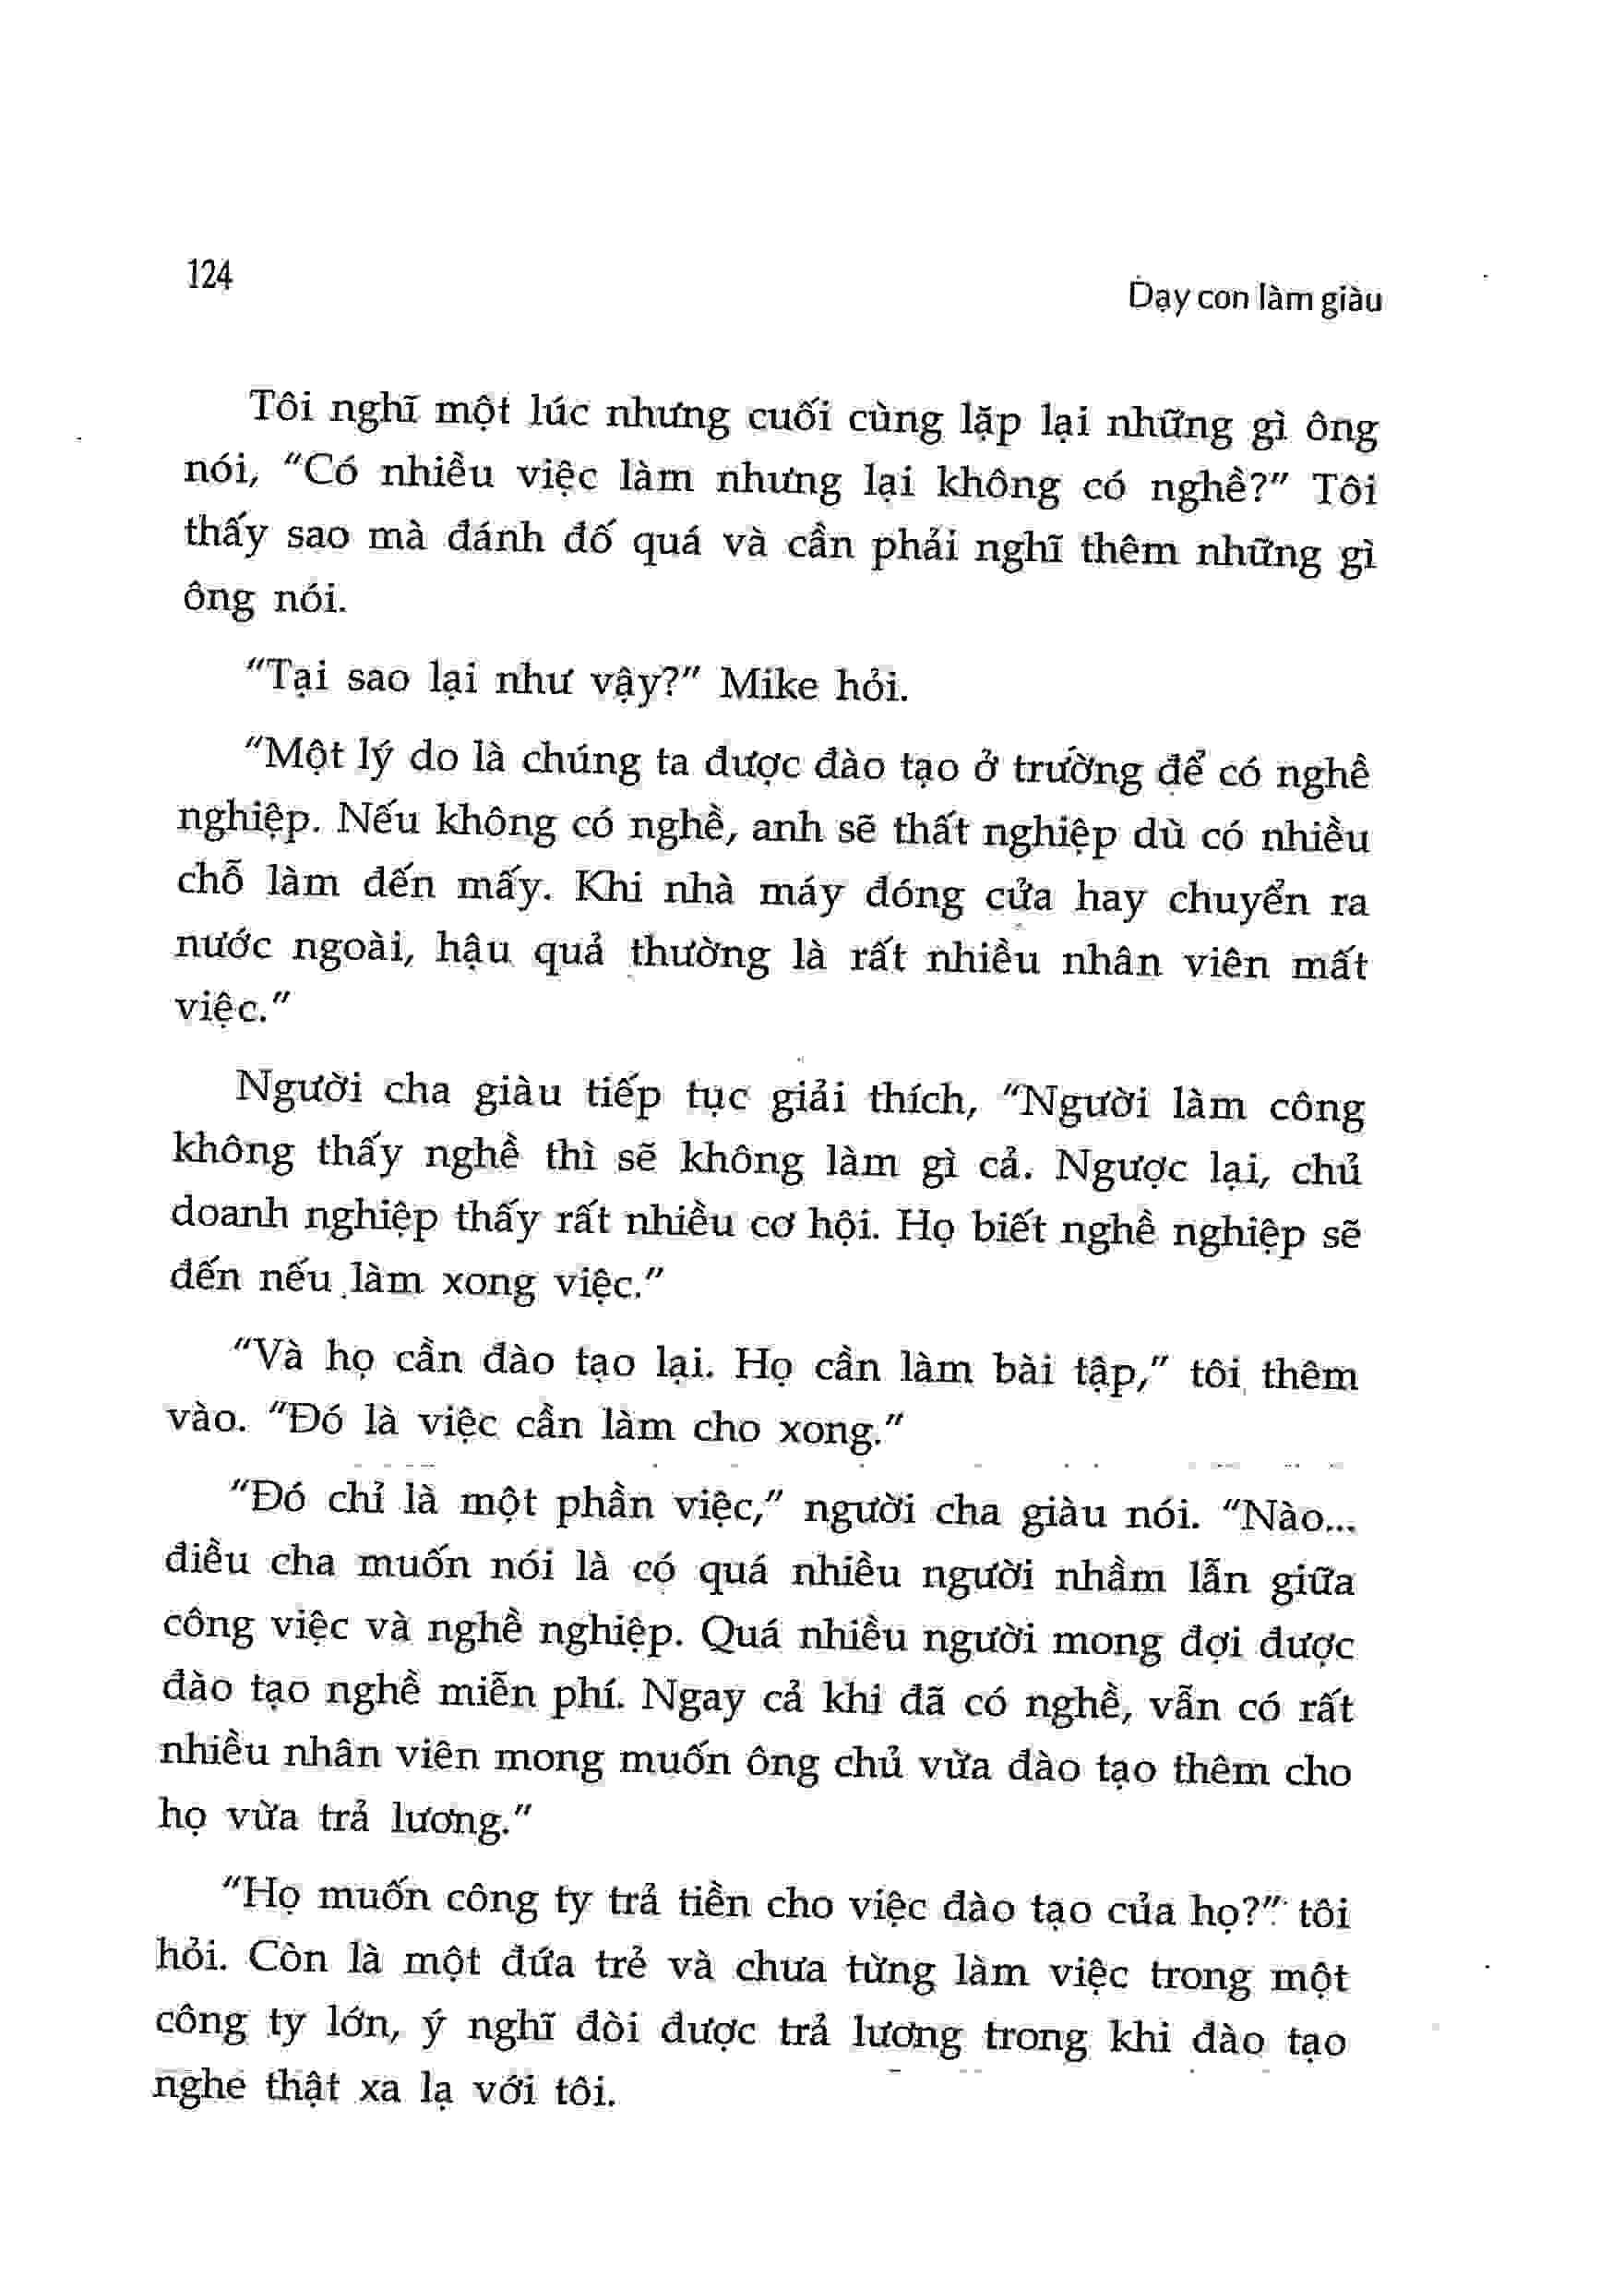 124
Dạy con làm giàu
Tôi nghĩ một lúc nhưng cuối cùng lặp lại những gì ông
nói, “Có nhiều việc làm nhưng lại không có nghề?” Tôi
thấy sao mà đánh đố quá và cần phải nghĩ thêm những gì
ông nói.
“Tại sao lại như vậy?” Mike hỏi.
“Một lý do là chúng ta được đào tạo ở trường để có nghề
nghiệp. Nếu không có nghề, anh sẽ thất nghiệp dù có nhiều
chỗ làm đến mấy. Khi nhà máy đóng cửa hay chuyển ra
nước ngoài, hậu quả thường là rất nhiều nhân viên mất
việc.”
Người cha giàu tiếp tục giải thích, “Người làm công
không thấy nghề thì sẽ không làm gì cả. Ngược lại, chủ
doanh nghiệp thấy rất nhiều cơ hội. Họ biết nghề nghiệp sẽ
đến nếu làm xong việc.”
“Và họ cần đào tạo lại. Họ cần làm bài tập,” tôi thêm
vào. “Đó là việc cần làm cho xong.”
“Đó chỉ là một phần việc,” người cha giàu nói. “Nào...
điều cha muốn nói là có quá nhiều người nhầm lẫn giữa
công việc và nghề nghiệp. Quá nhiều người mong đợi được
đào tạo nghề miễn phí. Ngay cả khi đã có nghề, vẫn có rất
nhiều nhân viên mong muốn ông chủ vừa đào tạo thêm cho
họ vừa trả lương.”
“Họ muốn công ty trả tiền cho việc đào tạo của họ?” tôi
hỏi. Còn là một đứa trẻ và chưa từng làm việc trong một
công ty lớn, ý nghĩ đòi được trả lương trong khi đào tạo
nghề thật xa lạ với tôi.